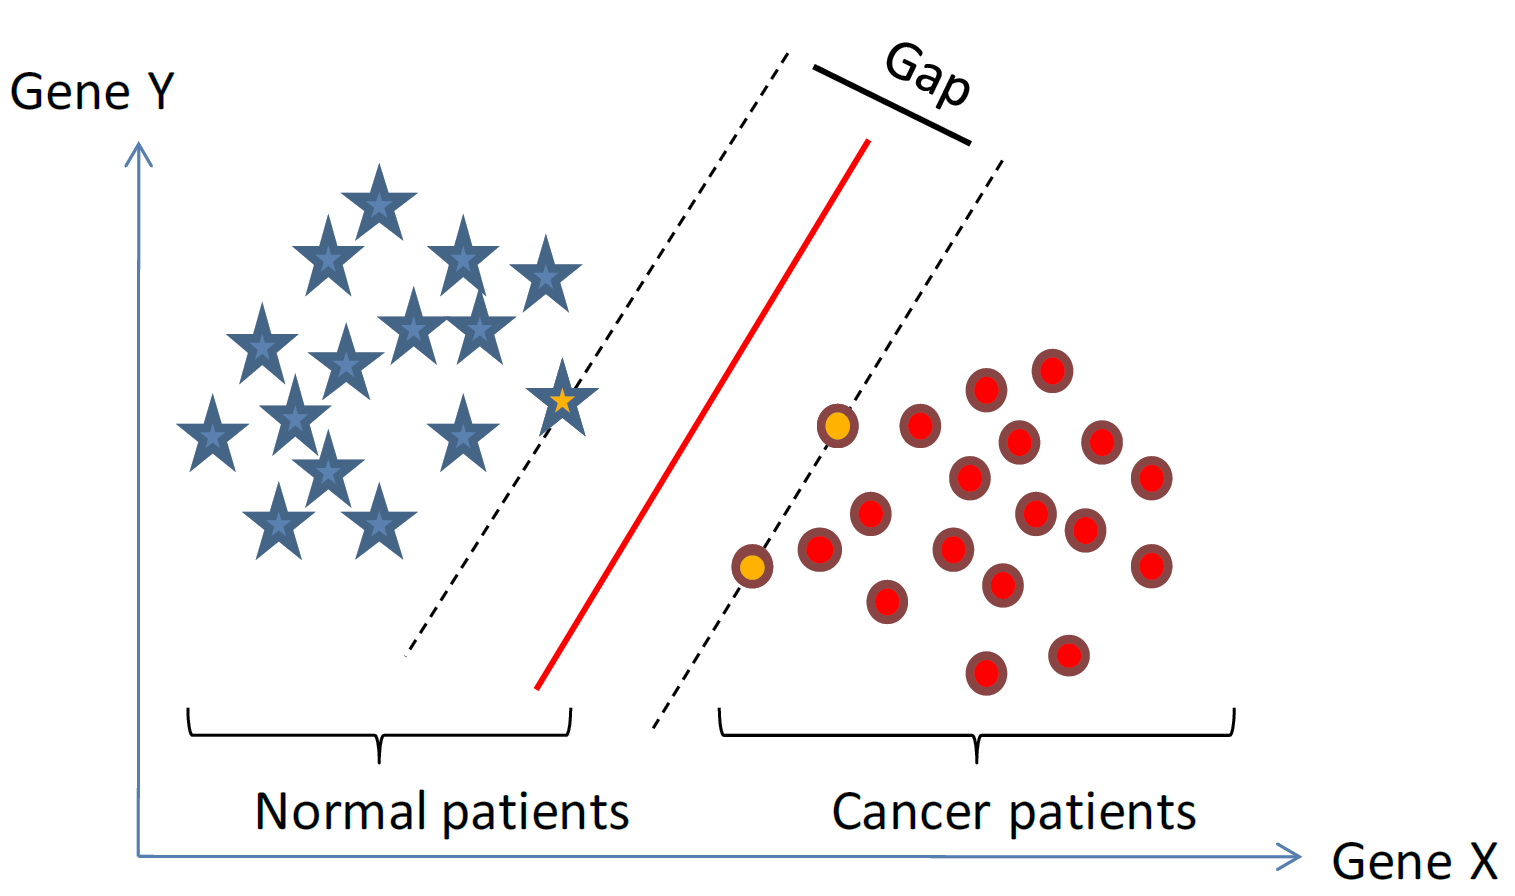 Gene Y
Gap
Normal patients
Cancer patients
Gene X